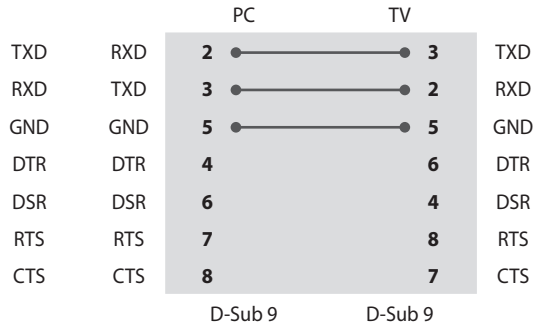 PC TV
TXD RXD 2 3 TXD
RXD TXD 3 2 RXD
GND GND 5 5 GND
DTR DTR 4 6 DTR
DSR DSR 6 4 DSR
RTS RTS 7 8 RTS
CTS CTS 8 7 CTS
D-Sub 9 D-Sub 9